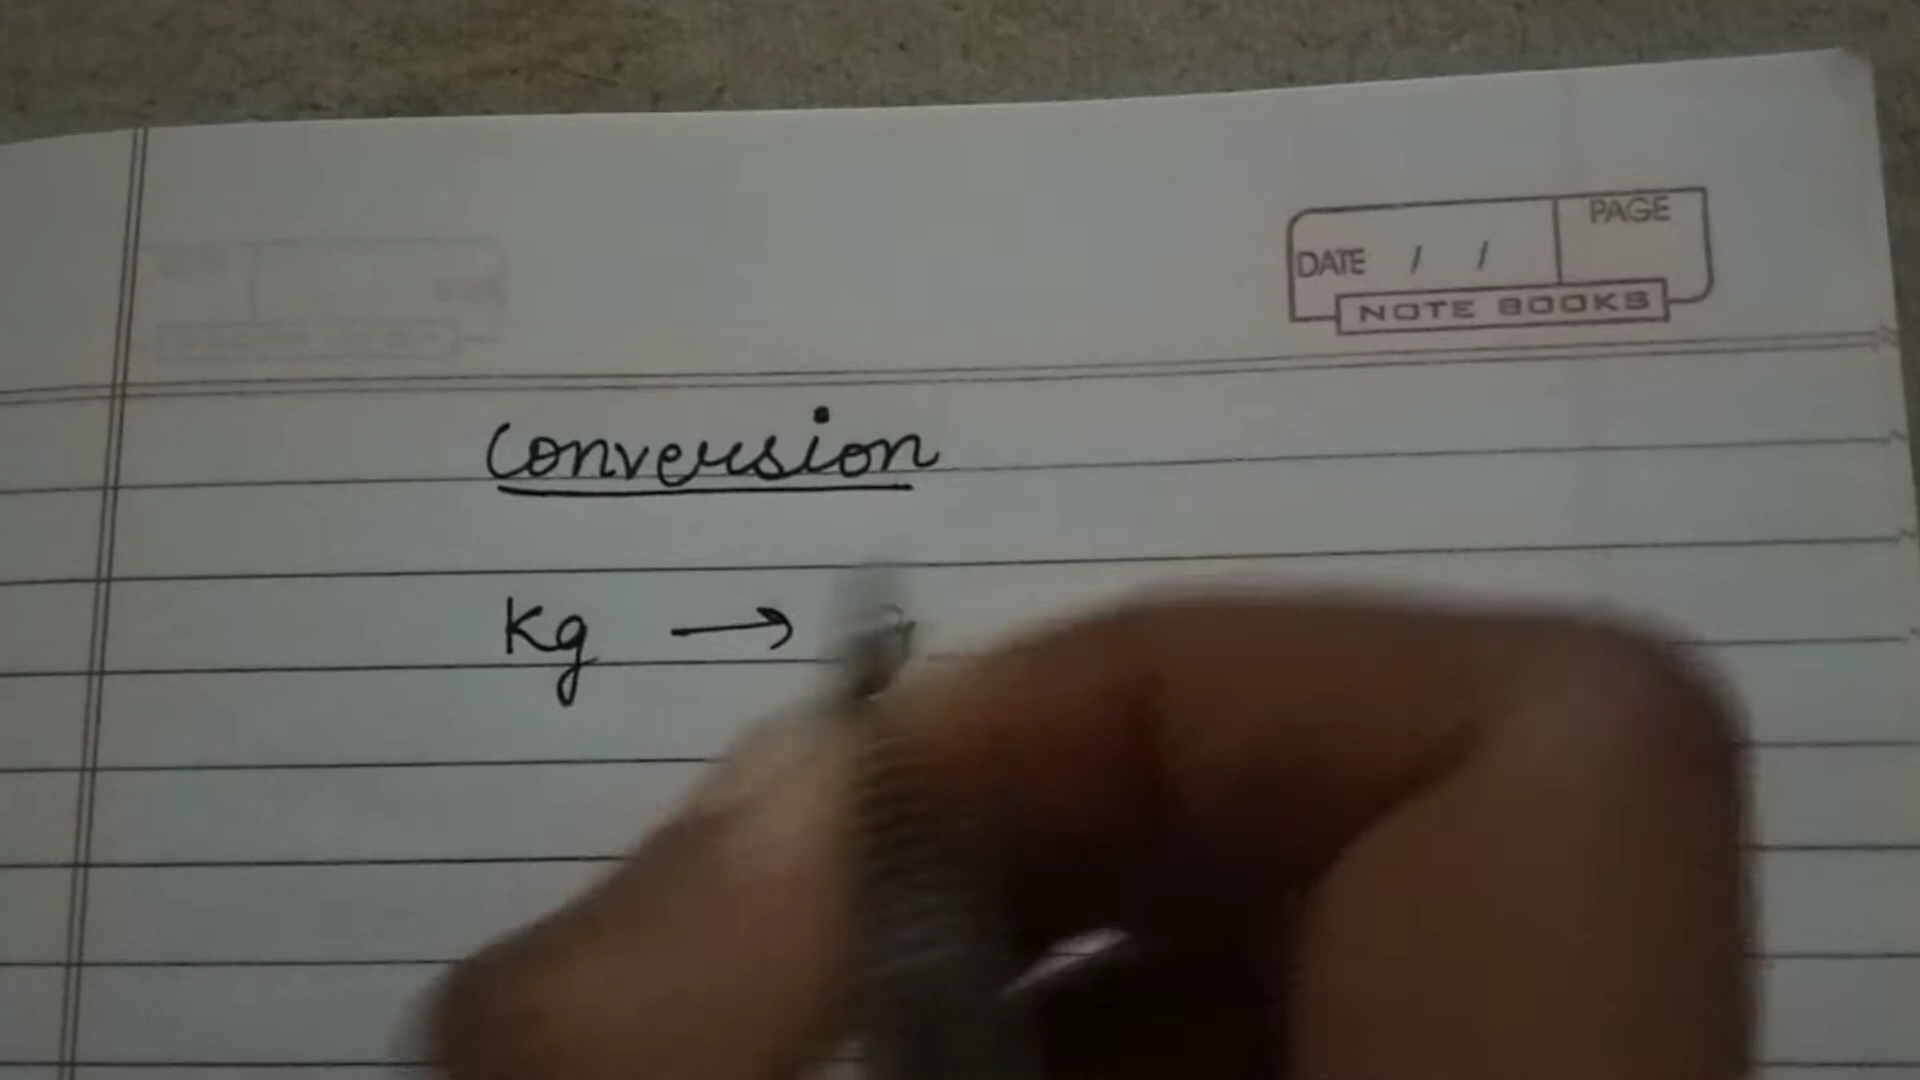 PAGE
DATE / /
NOTE BOOKS
Conversion
Kg →